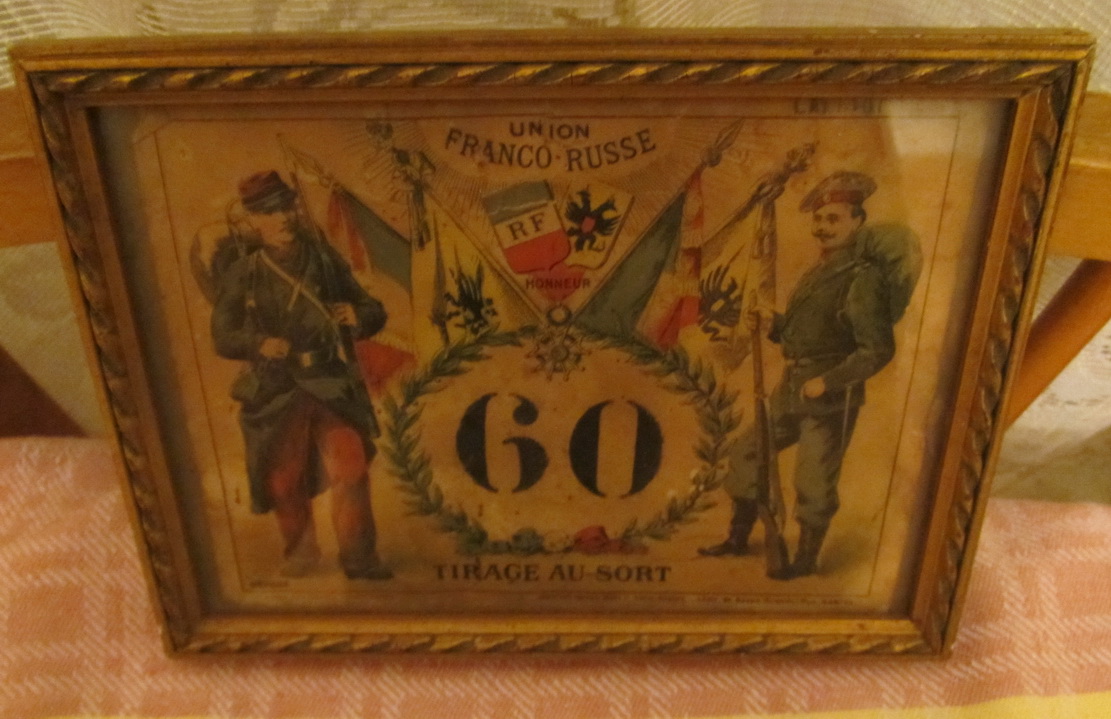 UNION
FRANCO·RUSSE
RF
HONNEUR
60
TIRAGE AU SORT